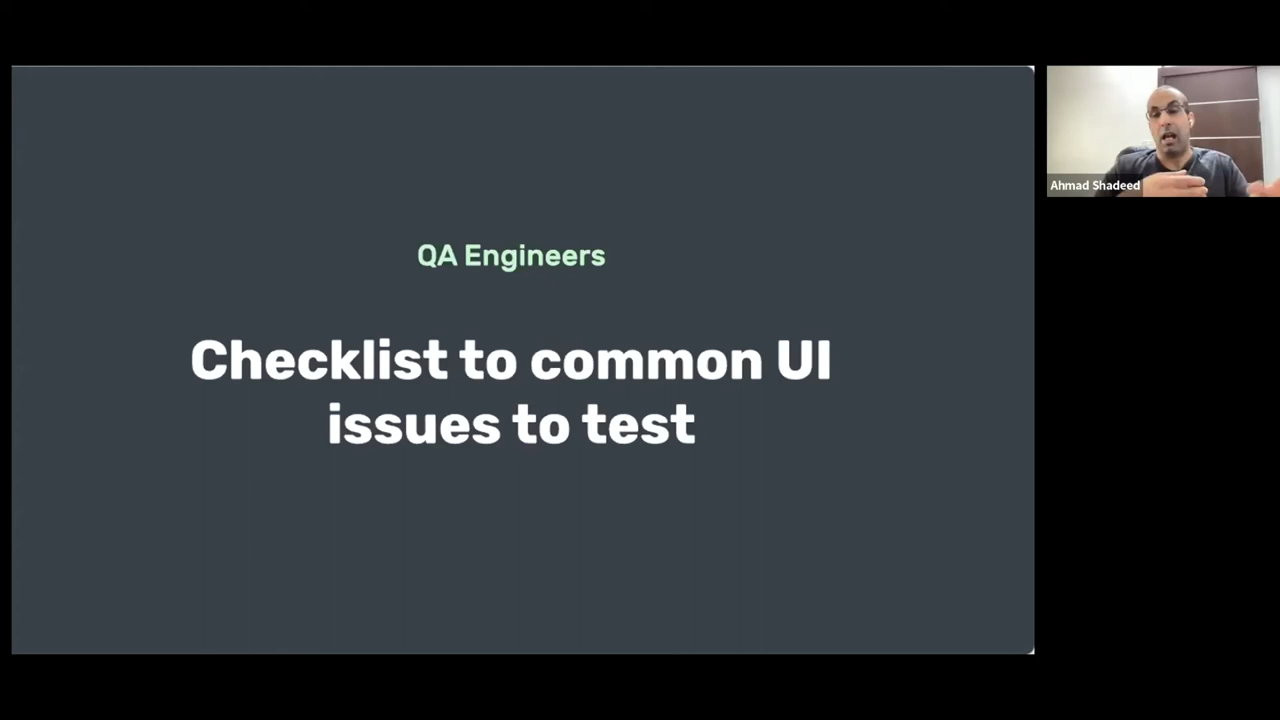 QA Engineers
Checklist to common UI
issues to test
Ahmad Shadeed